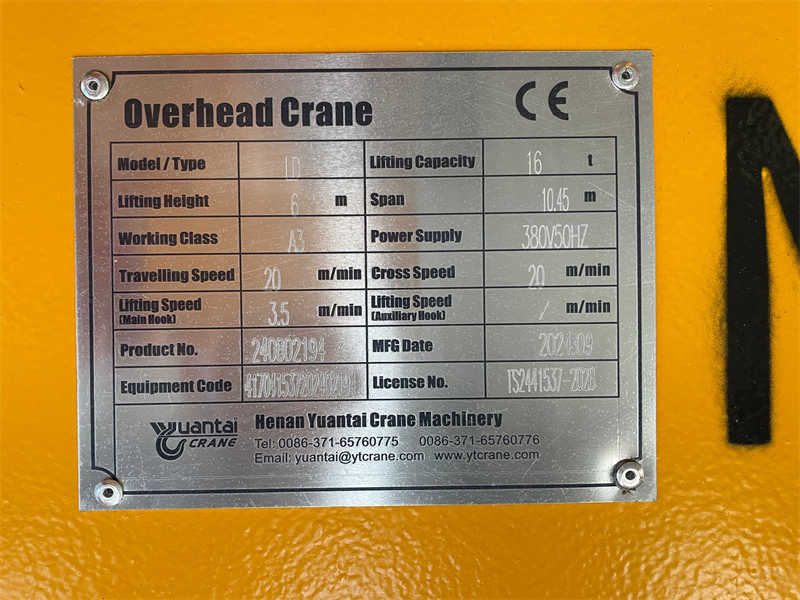 Overhead Crane CE
Model / Type LD Lifting Capacity 16 t
Lifting Height 6 m Span 10.45 m
Working Class A3 Power Supply 380V50HZ
Travelling Speed 20 m/min Cross Speed 20 m/min
Lifting Speed (Main Hook) 3.5 m/min Lifting Speed (Auxiliary Hook) / m/min
Product No. 240802194 MFG Date 2024.09
Equipment Code License No. TS2441537-2028
Yuantai CRANE
Henan Yuantai Crane Machinery
Tel: 0086-371-65760775 0086-371-65760776
Email: yuantai@ytcrane.com www.ytcrane.com